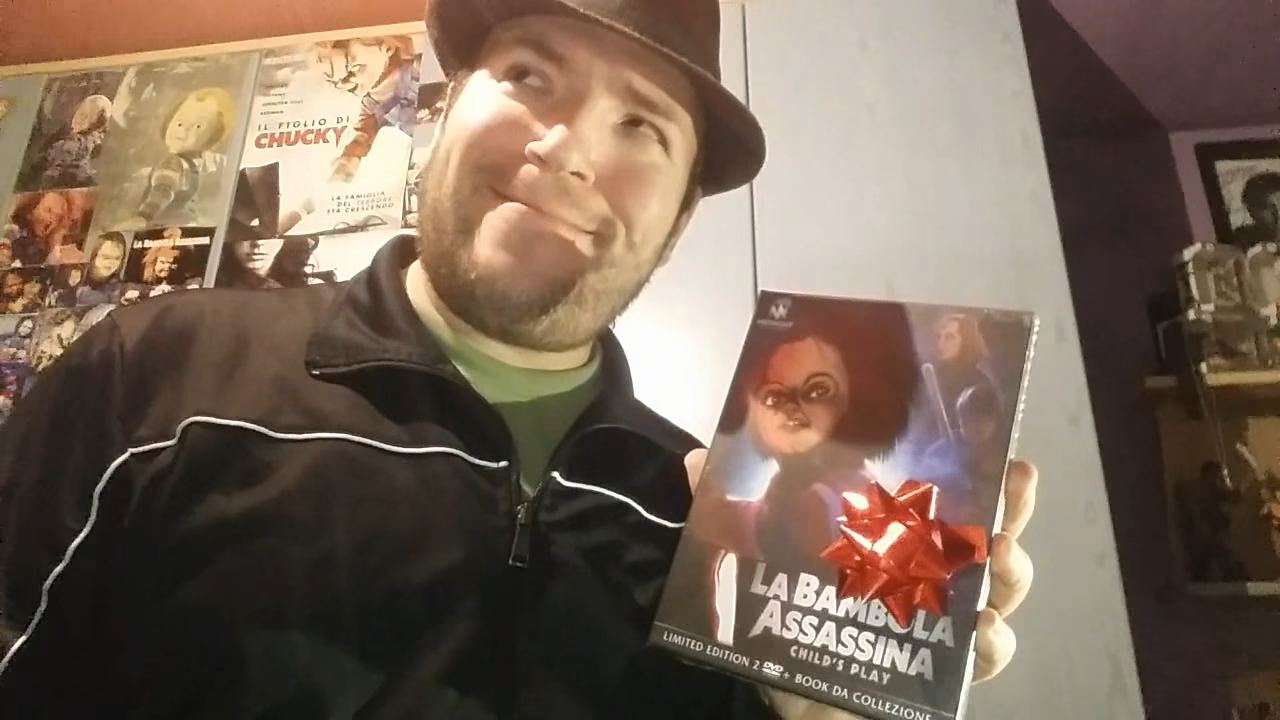 IL FIGLIO DI
CHUCKY
LA FAMIGLIA
DEL TERRORE
STA CRESCENDO
LA BAMBOLA
ASSASSINA
CHILD'S PLAY
LIMITED EDITION 2 DVD + BOOK DA COLLEZIONE